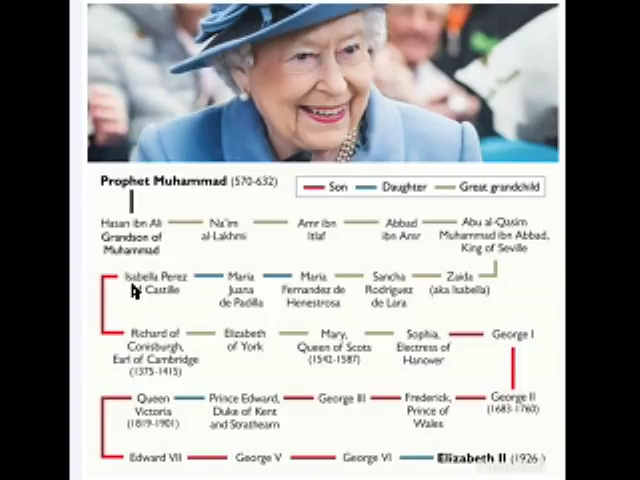 Prophet Muhammad (570-632)
Son Daughter Great grandchild
Hasan ibn Ali
Grandson of
Muhammad
Na'im
al-Lakhmi
Amr ibn
Itlaf
Abbad
ibn Amr
Abu al-Qasim
Muhammad ibn Abbad,
King of Seville
Isabella Perez
Castille
Maria
Juana
de Padilla
Maria
Fernandez de
Henestrosa
Sancha
Rodriguez
de Lara
Zaida
(aka Isabella)
Richard of
Conisburgh,
Earl of Cambridge
(1375-1415)
Elizabeth
of York
Mary,
Queen of Scots
(1542-1587)
Sophia,
Electress of
Hanover
George I
Queen
Victoria
(1819-1901)
Prince Edward,
Duke of Kent
and Strathearn
George III
Frederick,
Prince of
Wales
George II
(1683-1760)
Edward VII
George V
George VI
Elizabeth II (1926-)